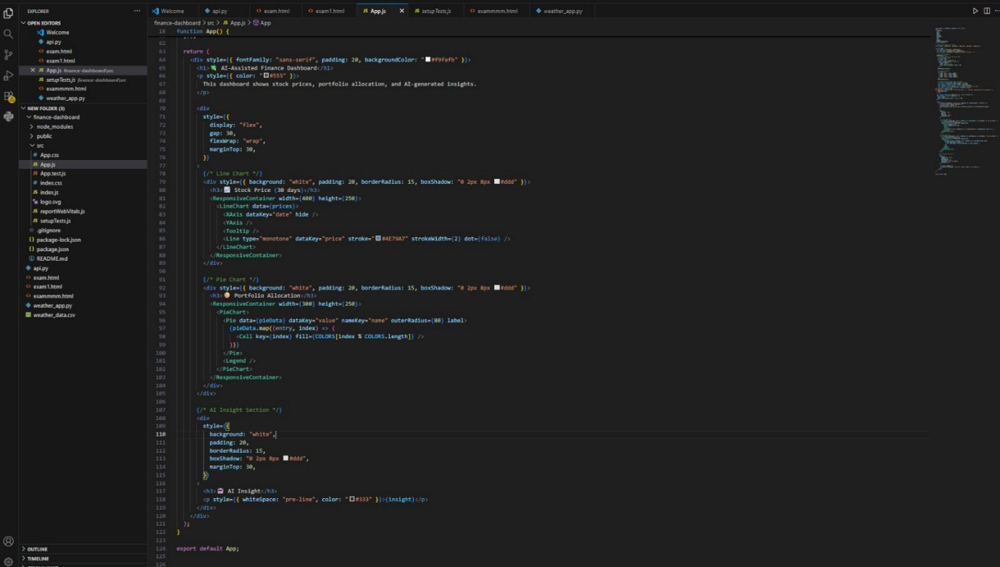 EXPLORER
OPEN EDITORS
Welcome
api.py
exam.html
exam1.html
App.js finance-dashboard\src
setupTests.js finance-dashboard\src
exammmm.html
weather_app.py
NEW FOLDER (3)
finance-dashboard
node_modules
public
src
App.css
App.js
App.test.js
index.css
index.js
logo.svg
reportWebVitals.js
setupTests.js
.gitignore
package-lock.json
package.json
README.md
api.py
exam.html
exam1.html
exammmm.html
weather_app.py
weather_data.csv
OUTLINE
TIMELINE
Welcome api.py exam.html exam1.html App.js setupTests.js exammmm.html weather_app.py
finance-dashboard > src > App.js > App
18 function App() {
62
63 return (
64 <div style={{ fontFamily: "sans-serif", padding: 20, backgroundColor: "#f9fafb" }}>
65 <h1> AI-Assisted Finance Dashboard</h1>
66 <p style={{ color: "#555" }}>
67 This dashboard shows stock prices, portfolio allocation, and AI-generated insights.
68 </p>
69
70 <div
71 style={{
72 display: "flex",
73 gap: 30,
74 flexWrap: "wrap",
75 marginTop: 30,
76 }}
77 >
78 {/* Line Chart */}
79 <div style={{ background: "white", padding: 20, borderRadius: 15, boxShadow: "0 2px 8px #ddd" }}>
80 <h3>📈 Stock Price (30 days)</h3>
81 <ResponsiveContainer width={400} height={250}>
82 <LineChart data={prices}>
83 <XAxis dataKey="date" hide />
84 <YAxis />
85 <Tooltip />
86 <Line type="monotone" dataKey="price" stroke="#4E79A7" strokeWidth={2} dot={false} />
87 </LineChart>
88 </ResponsiveContainer>
89 </div>
90
91 {/* Pie Chart */}
92 <div style={{ background: "white", padding: 20, borderRadius: 15, boxShadow: "0 2px 8px #ddd" }}>
93 <h3> Portfolio Allocation</h3>
94 <ResponsiveContainer width={300} height={250}>
95 <PieChart>
96 <Pie data={pieData} dataKey="value" nameKey="name" outerRadius={80} label>
97 {pieData.map((entry, index) => (
98 <Cell key={index} fill={COLORS[index % COLORS.length]} />
99 ))}
100 </Pie>
101 <Legend />
102 </PieChart>
103 </ResponsiveContainer>
104 </div>
105 </div>
106
107 {/* AI Insight Section */}
108 <div
109 style={{
110 background: "white",
111 padding: 20,
112 borderRadius: 15,
113 boxShadow: "0 2px 8px #ddd",
114 marginTop: 30,
115 }}
116 >
117 <h3> AI Insight</h3>
118 <p style={{ whiteSpace: "pre-line", color: "#333" }}>{insight}</p>
119 </div>
120 </div>
121 );
122 }
123
124 export default App;
125
126